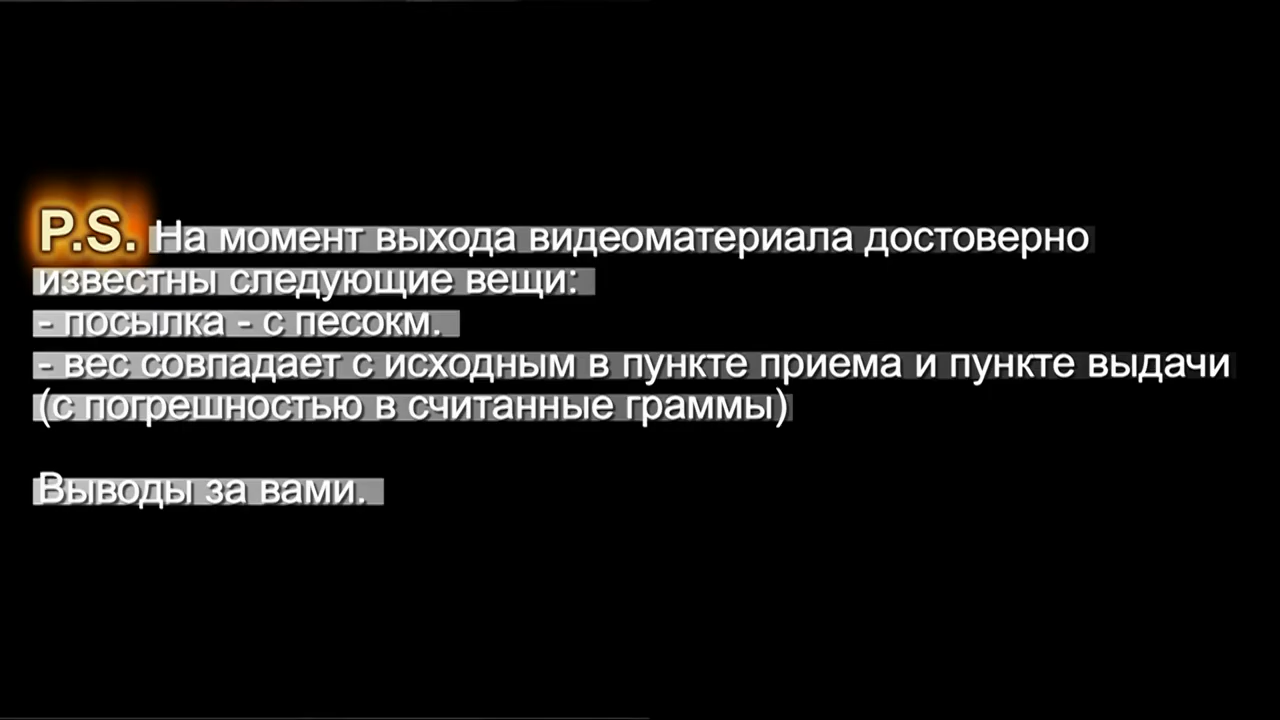 P.S. На момент выхода видеоматериала достоверно
известны следующие вещи:
- посылка - с песокм.
- вес совпадает с исходным в пункте приема и пункте выдачи
(с погрешностью в считанные граммы)
Выводы за вами.